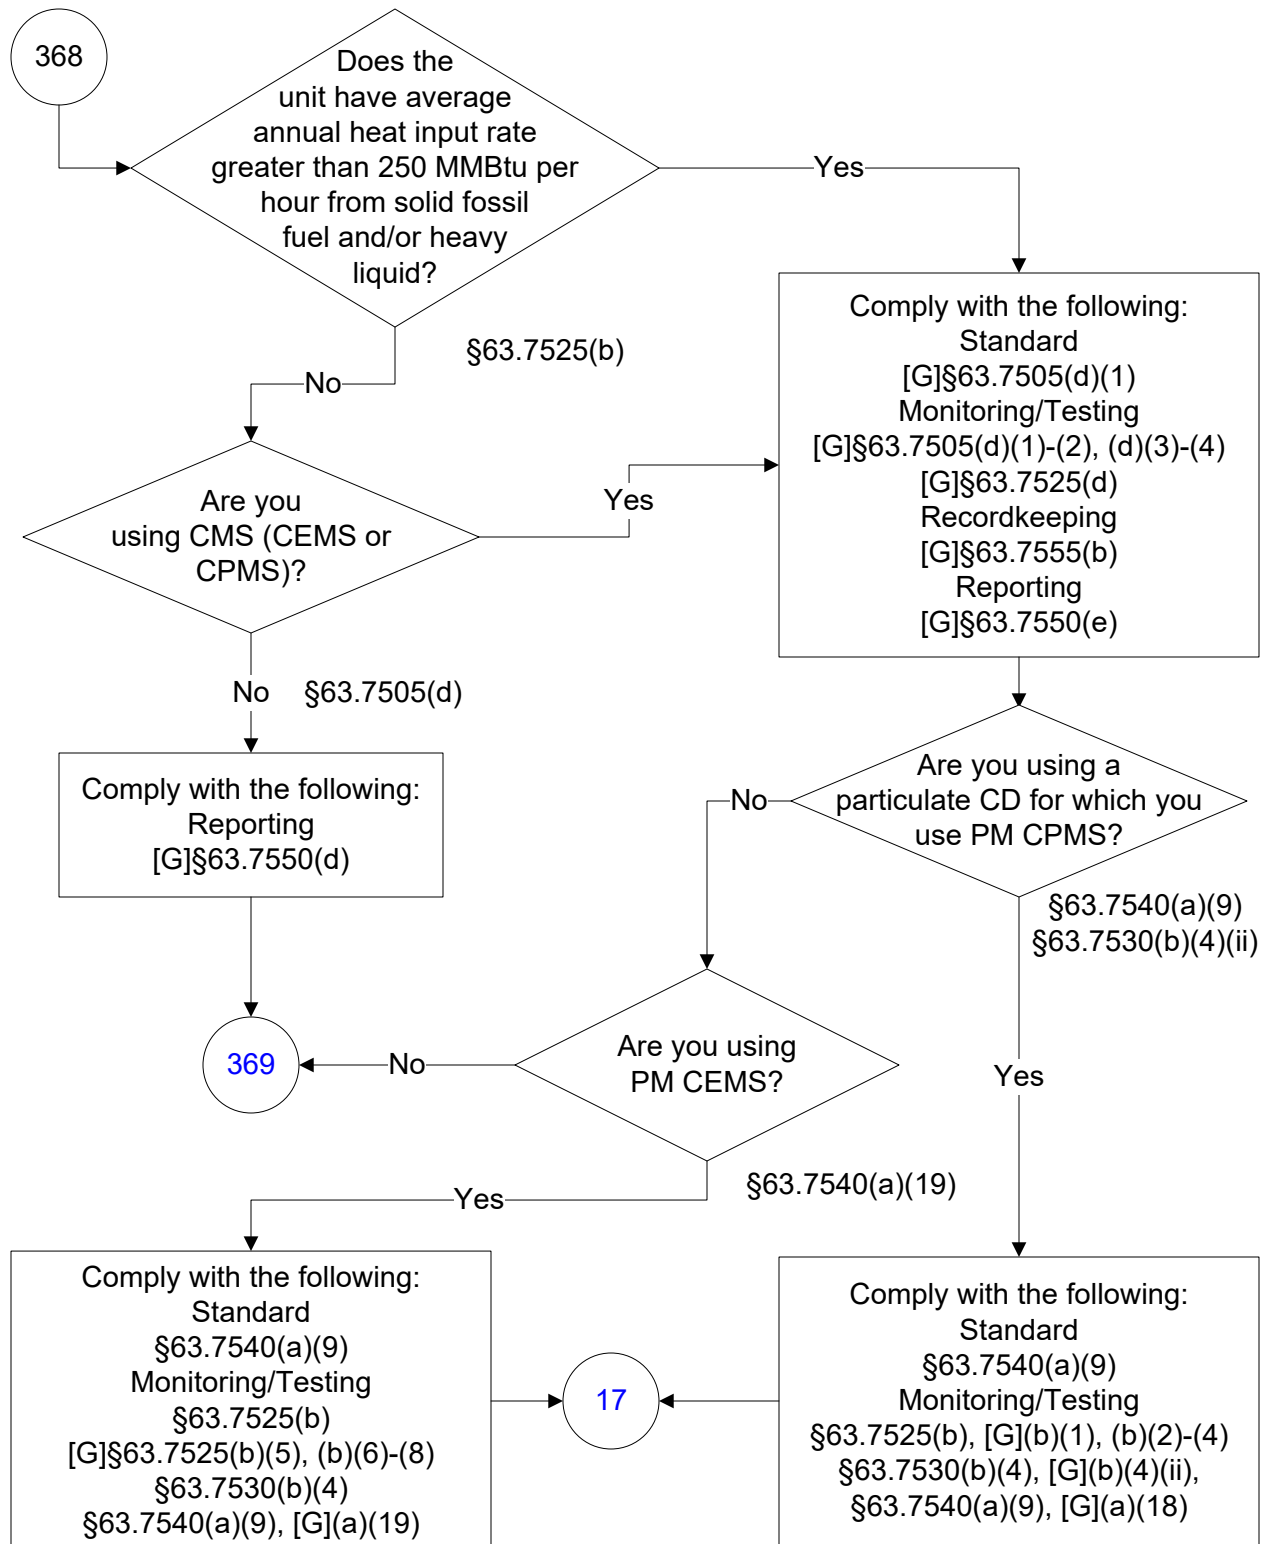 368
Does the
unit have average
annual heat input rate
greater than 250 MMBtu per
hour from solid fossil
fuel and/or heavy
liquid?
Yes
§63.7525(b)
No
Comply with the following:
Standard
[G]§63.7505(d)(1)
Monitoring/Testing
[G]§63.7505(d)(1)-(2), (d)(3)-(4)
[G]§63.7525(d)
Recordkeeping
[G]§63.7555(b)
Reporting
[G]§63.7550(e)
Are you
using CMS (CEMS or
CPMS)?
Yes
No
§63.7505(d)
Comply with the following:
Reporting
[G]§63.7550(d)
Are you using a
particulate CD for which you
use PM CPMS?
No
§63.7540(a)(9)
§63.7530(b)(4)(ii)
Yes
Are you using
PM CEMS?
No
369
§63.7540(a)(19)
Yes
Comply with the following:
Standard
§63.7540(a)(9)
Monitoring/Testing
§63.7525(b)
[G]§63.7525(b)(5), (b)(6)-(8)
§63.7530(b)(4)
§63.7540(a)(9), [G](a)(19)
17
Comply with the following:
Standard
§63.7540(a)(9)
Monitoring/Testing
§63.7525(b), [G](b)(1), (b)(2)-(4)
§63.7530(b)(4), [G](b)(4)(ii),
§63.7540(a)(9), [G](a)(18)